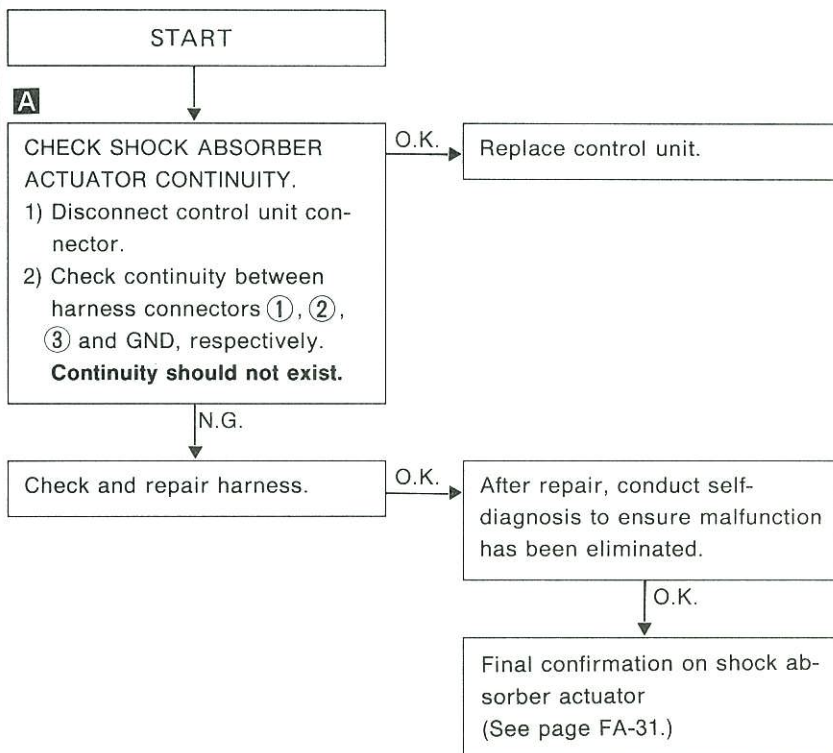 START
A
CHECK SHOCK ABSORBER
ACTUATOR CONTINUITY.
1) Disconnect control unit con-
nector.
2) Check continuity between
harness connectors ①, ②,
③ and GND, respectively.
Continuity should not exist.
O.K.
Replace control unit.
N.G.
Check and repair harness.
O.K.
After repair, conduct self-
diagnosis to ensure malfunction
has been eliminated.
O.K.
Final confirmation on shock ab-
sorber actuator
(See page FA-31.)